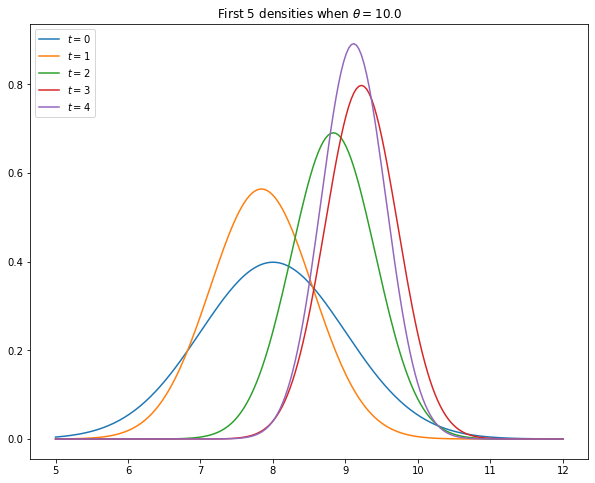 First 5 densities when θ = 10.0
t = 0
t = 1
t = 2
t = 3
t = 4
0.8
0.6
0.4
0.2
0.0
5 6 7 8 9 10 11 12